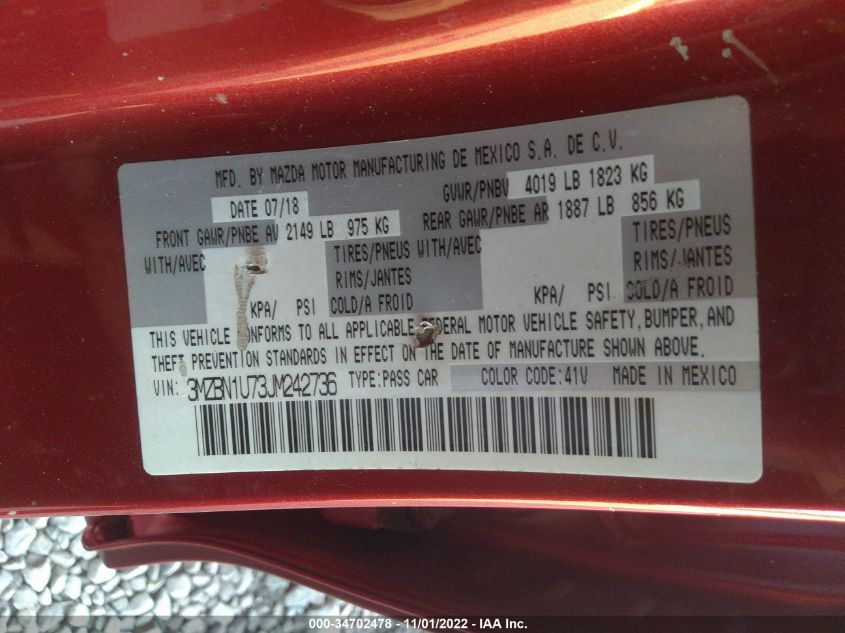 MFD. BY MAZDA MOTOR MANUFACTURING DE MEXICO S.A. DE C.V.
DATE 07/18 GVWR/PNBV 4019 LB 1823 KG
FRONT GAWR/PNBE AV 2149 LB 975 KG REAR GAWR/PNBE AR 1887 LB 856 KG
WITH/AVEC TIRES/PNEUS WITH/AVEC TIRES/PNEUS
RIMS/JANTES RIMS/JANTES
KPA/ PSI COLD/A FROID KPA/ PSI COLD/A FROID
THIS VEHICLE CONFORMS TO ALL APPLICABLE FEDERAL MOTOR VEHICLE SAFETY, BUMPER, AND
THEFT PREVENTION STANDARDS IN EFFECT ON THE DATE OF MANUFACTURE SHOWN ABOVE.
VIN: 3MZBN1U73JM242736 TYPE:PASS CAR COLOR CODE:41V MADE IN MEXICO
000-34702478 - 11/01/2022 - IAA Inc.